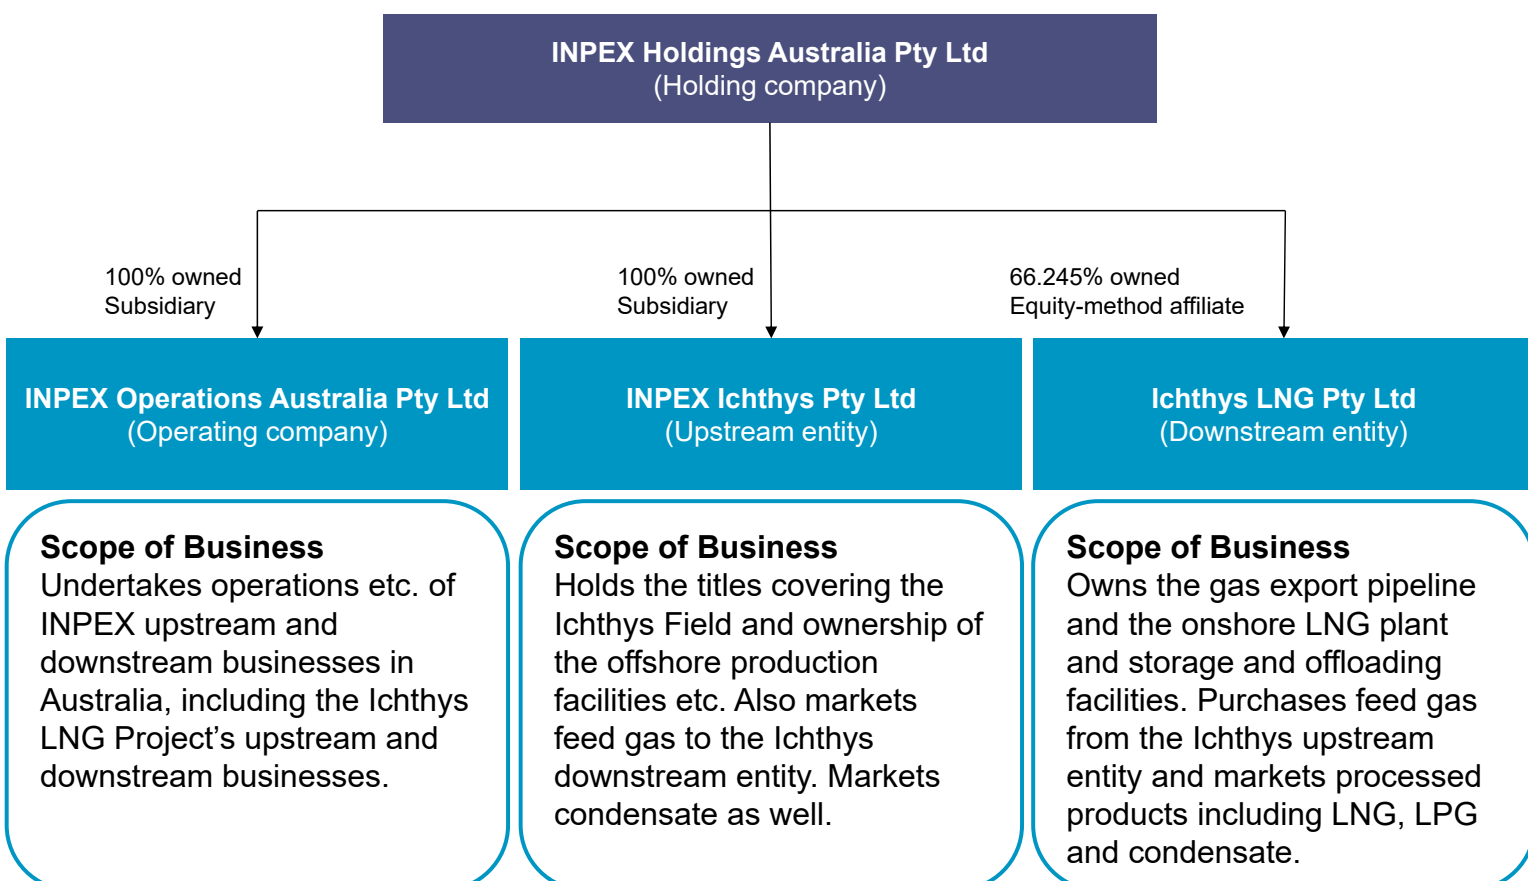 INPEX Holdings Australia Pty Ltd
(Holding company)
100% owned
Subsidiary
100% owned
Subsidiary
66.245% owned
Equity-method affiliate
INPEX Operations Australia Pty Ltd
(Operating company)
INPEX Ichthys Pty Ltd
(Upstream entity)
Ichthys LNG Pty Ltd
(Downstream entity)
Scope of Business
Undertakes operations etc. of
INPEX upstream and
downstream businesses in
Australia, including the Ichthys
LNG Project’s upstream and
downstream businesses.
Scope of Business
Holds the titles covering the
Ichthys Field and ownership of
the offshore production
facilities etc. Also markets
feed gas to the Ichthys
downstream entity. Markets
condensate as well.
Scope of Business
Owns the gas export pipeline
and the onshore LNG plant
and storage and offloading
facilities. Purchases feed gas
from the Ichthys upstream
entity and markets processed
products including LNG, LPG
and condensate.